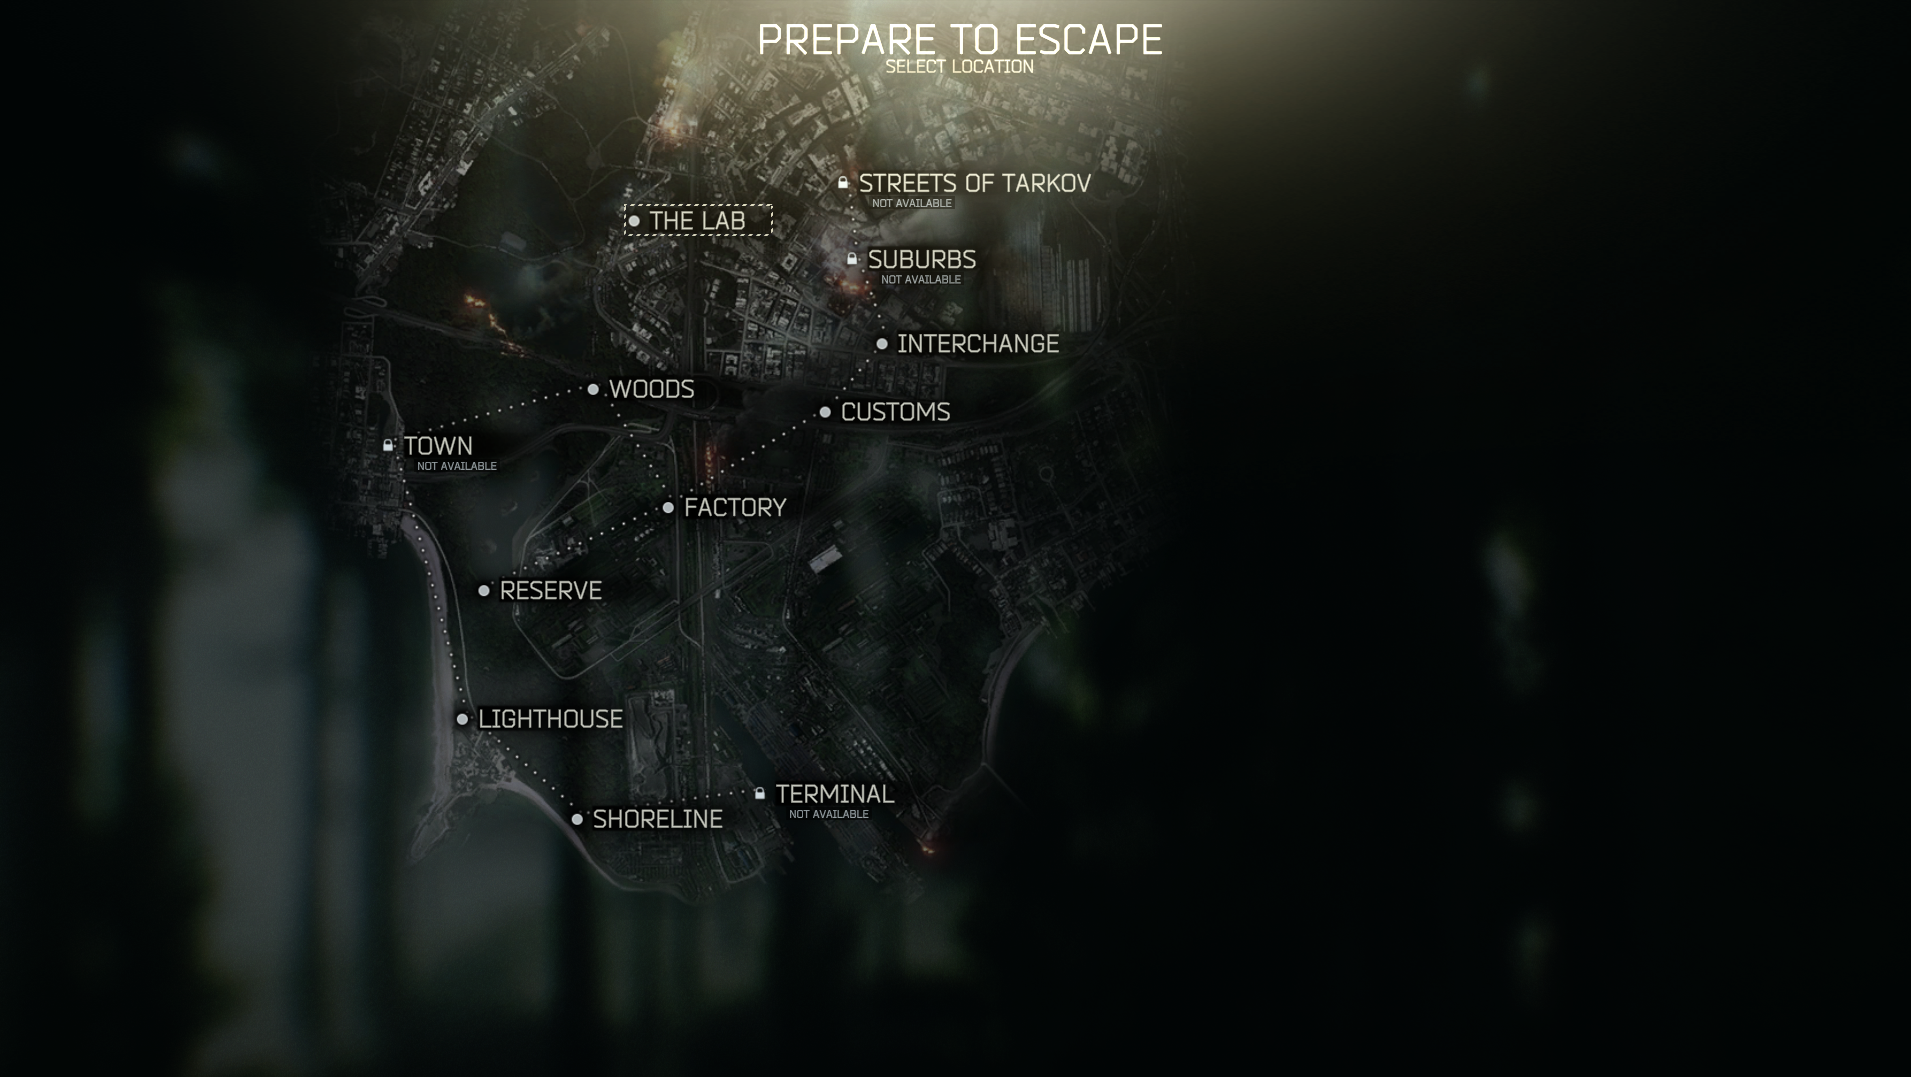 PREPARE TO ESCAPE
SELECT LOCATION
STREETS OF TARKOV
NOT AVAILABLE
THE LAB
SUBURBS
NOT AVAILABLE
INTERCHANGE
WOODS
CUSTOMS
TOWN
NOT AVAILABLE
FACTORY
RESERVE
LIGHTHOUSE
TERMINAL
NOT AVAILABLE
SHORELINE